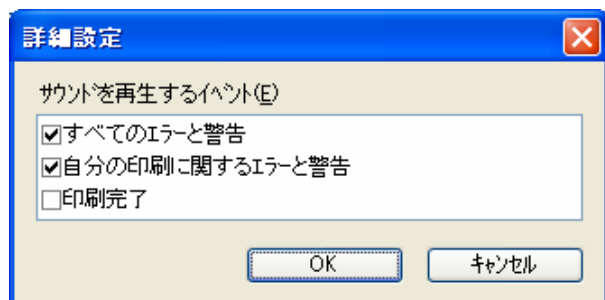 詳細設定
サウンドを再生するイベント(E)
すべてのエラーと警告
自分の印刷に関するエラーと警告
印刷完了
OK
キャンセル